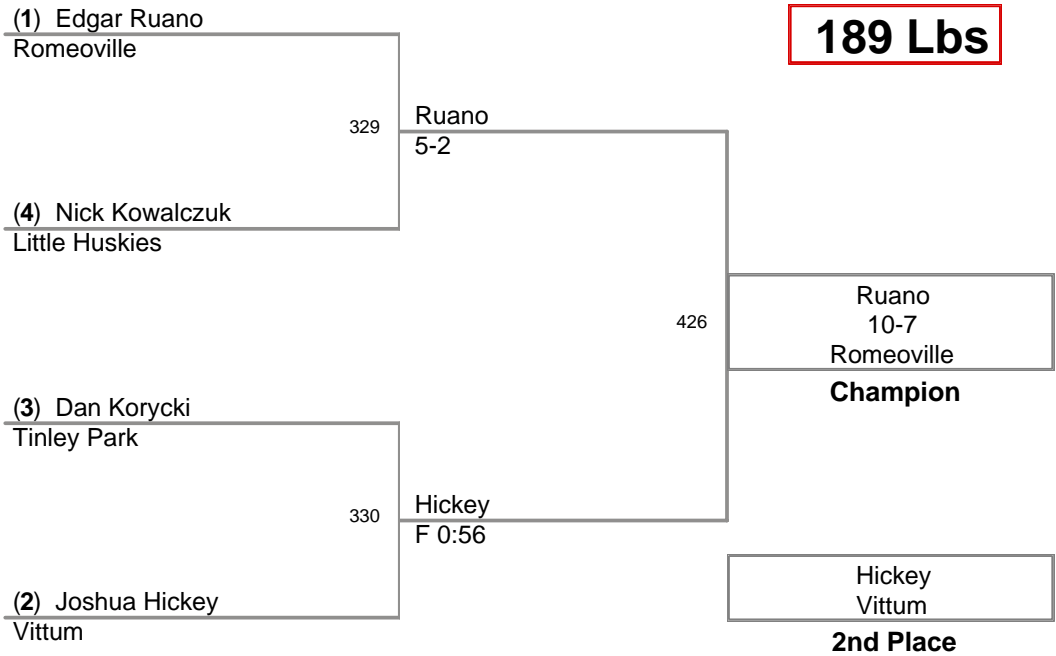 (1) Edgar Ruano
Romeoville
189 Lbs
329
Ruano
5-2
(4) Nick Kowalczuk
Little Huskies
426
Ruano
10-7
Romeoville
Champion
(3) Dan Korycki
Tinley Park
330
Hickey
F 0:56
(2) Joshua Hickey
Vittum
Hickey
Vittum
2nd Place